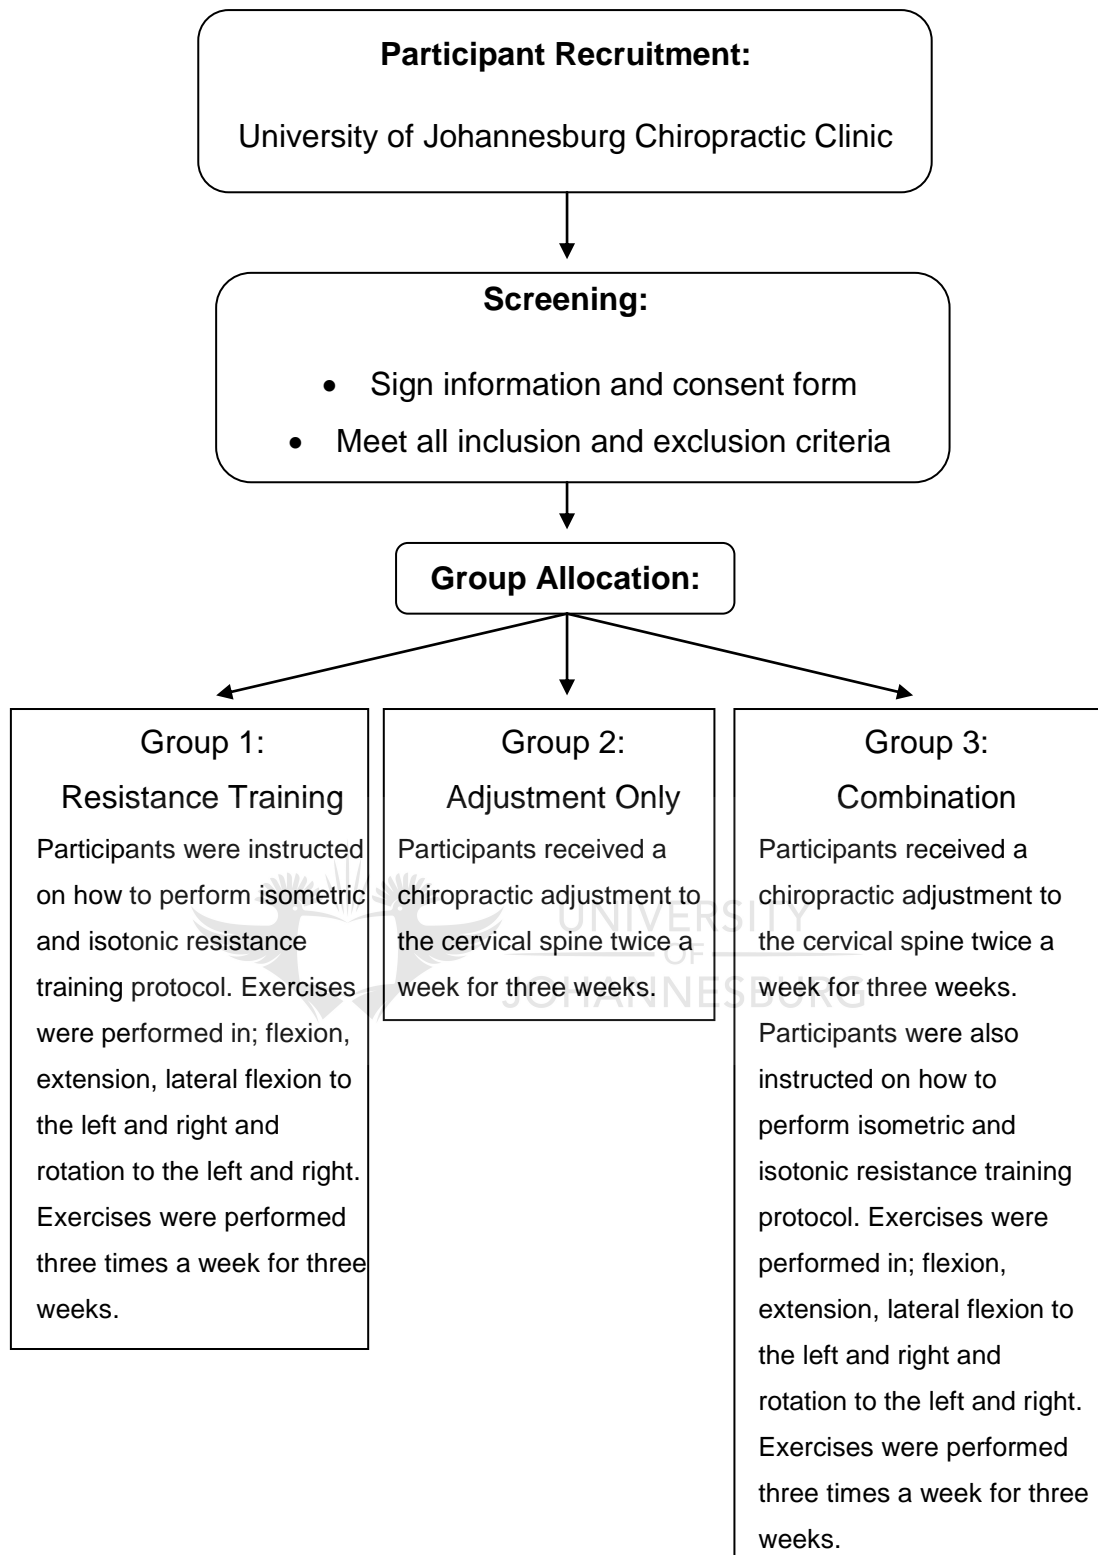 Participant Recruitment:
University of Johannesburg Chiropractic Clinic
Screening:
• Sign information and consent form
• Meet all inclusion and exclusion criteria
Group Allocation:
Group 1:
Resistance Training
Participants were instructed
on how to perform isometric
and isotonic resistance
training protocol. Exercises
were performed in; flexion,
extension, lateral flexion to
the left and right and
rotation to the left and right.
Exercises were performed
three times a week for three
weeks.
Group 2:
Adjustment Only
Participants received a
chiropractic adjustment to
the cervical spine twice a
week for three weeks.
Group 3:
Combination
Participants received a
chiropractic adjustment to
the cervical spine twice a
week for three weeks.
Participants were also
instructed on how to
perform isometric and
isotonic resistance training
protocol. Exercises were
performed in; flexion,
extension, lateral flexion to
the left and right and
rotation to the left and right.
Exercises were performed
three times a week for three
weeks.
UNIVERSITY
OF
JOHANNESBURG